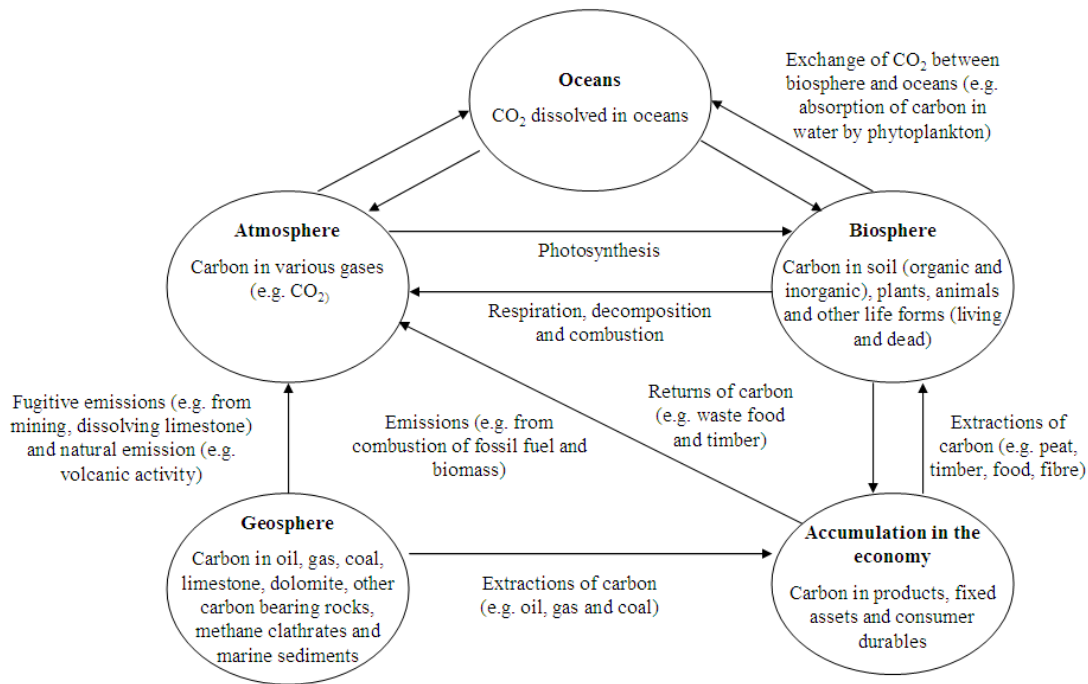 Oceans
CO₂ dissolved in oceans
Exchange of CO₂ between
biosphere and oceans (e.g.
absorption of carbon in
water by phytoplankton)
Atmosphere
Carbon in various gases
(e.g. CO₂)
Photosynthesis
Respiration, decomposition
and combustion
Biosphere
Carbon in soil (organic and
inorganic), plants, animals
and other life forms (living
and dead)
Fugitive emissions (e.g. from
mining, dissolving limestone)
and natural emission (e.g.
volcanic activity)
Emissions (e.g. from
combustion of fossil fuel and
biomass)
Returns of carbon
(e.g. waste food
and timber)
Extractions of
carbon (e.g. peat,
timber, food, fibre)
Geosphere
Carbon in oil, gas, coal,
limestone, dolomite, other
carbon bearing rocks,
methane clathrates and
marine sediments
Extractions of carbon
(e.g. oil, gas and coal)
Accumulation in the
economy
Carbon in products, fixed
assets and consumer
durables